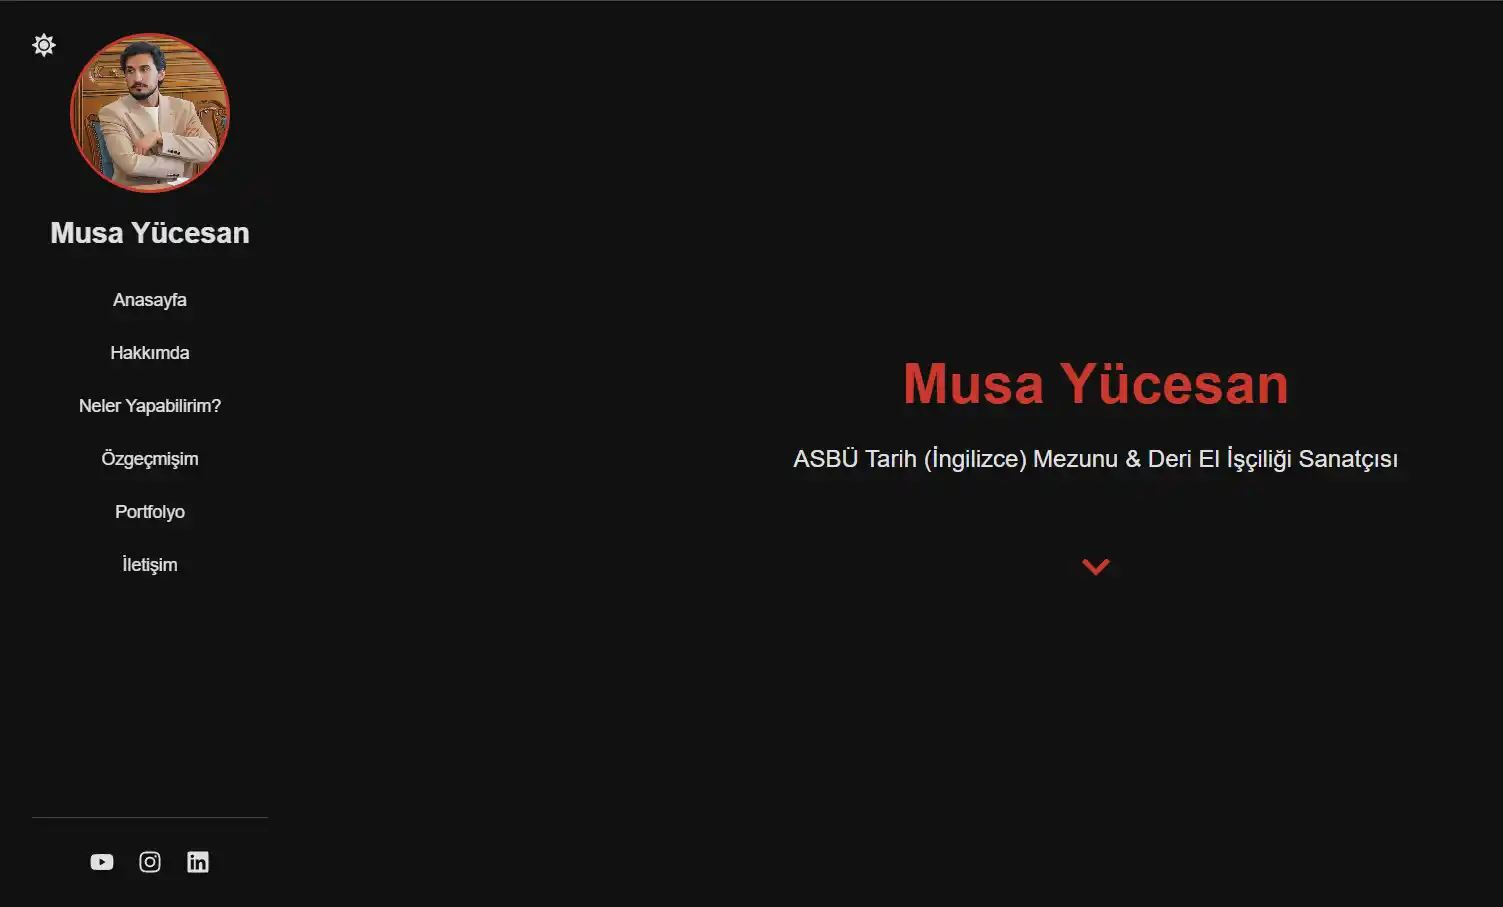 Musa Yücesan
Anasayfa
Hakkımda
Neler Yapabilirim?
Özgeçmişim
Portfolyo
İletişim
Musa Yücesan
ASBÜ Tarih (İngilizce) Mezunu & Deri El İşçiliği Sanatçısı